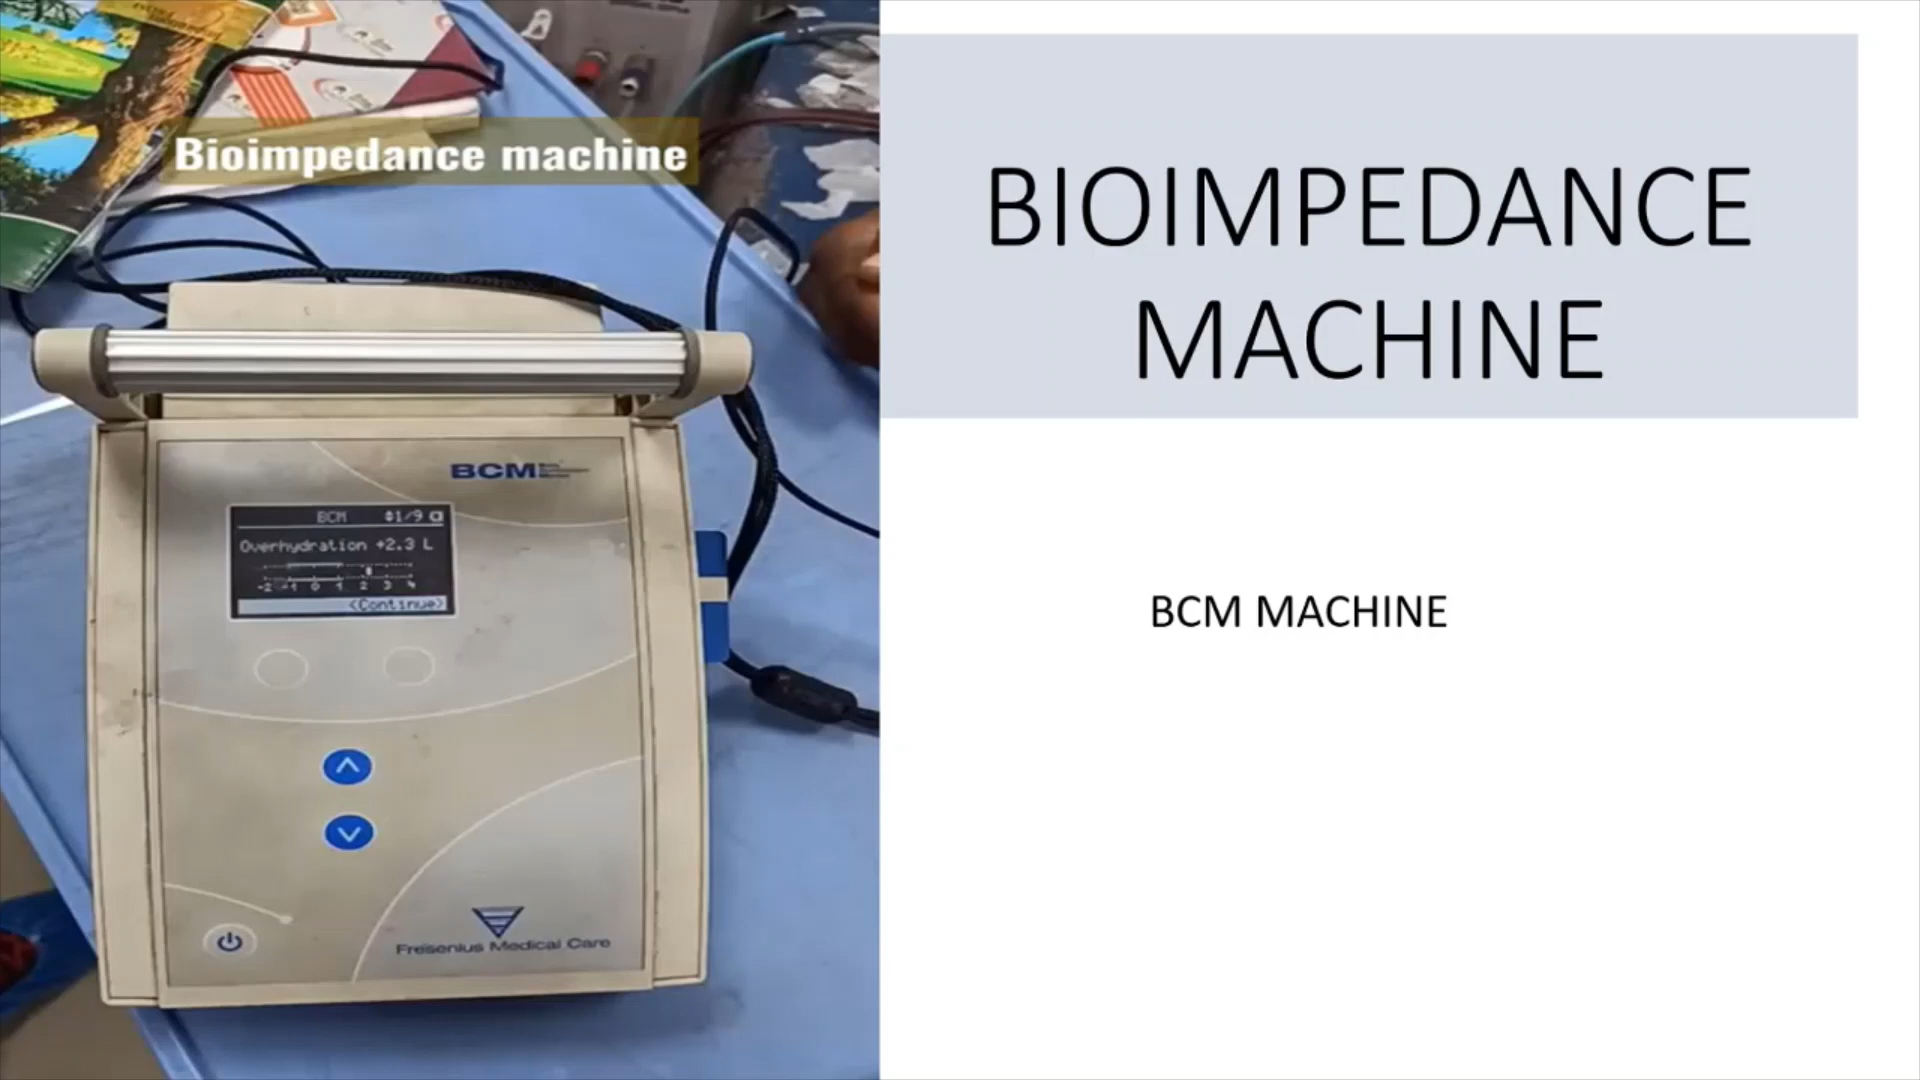 Bioimpedance machine
BCM
BCM 1/9
Overhydration +2.3 L
-2 -1 0 1 2 3 4
<Continue>
Fresenius Medical Care
BIOIMPEDANCE
MACHINE
BCM MACHINE